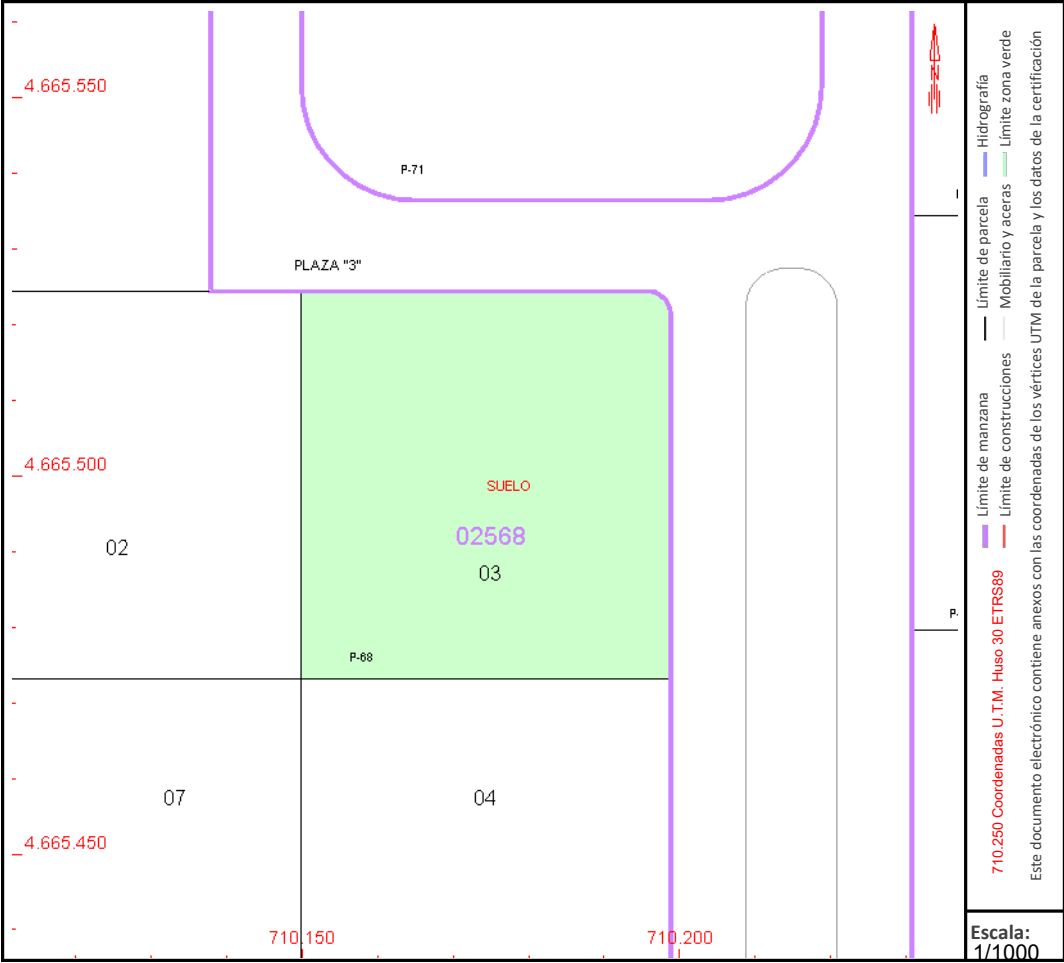 4.665.550
P-71
PLAZA "3"
4.665.500
SUELO
02568
02
03
P-
P-68
07
04
4.665.450
710.150
710.200
N
Límite de manzana
Límite de parcela
Hidrografía
Límite de construcciones
Mobiliario y aceras
Límite zona verde
710.250 Coordenadas U.T.M. Huso 30 ETRS89
Este documento electrónico contiene anexos con las coordenadas de los vértices UTM de la parcela y los datos de la certificación
Escala:
1/1000